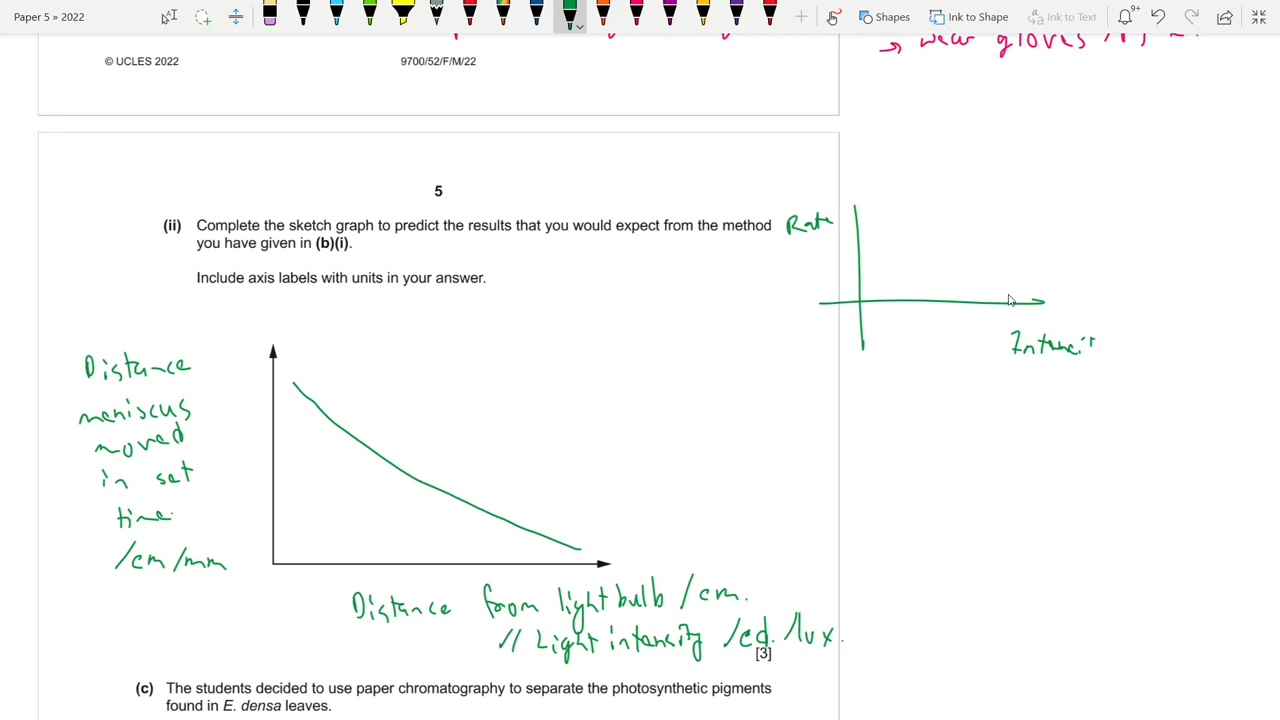 Paper 5 » 2022
Shapes
Ink to Shape
Ink to Text
9+
→ wear gloves
© UCLES 2022
9700/52/F/M/22
5
(ii) Complete the sketch graph to predict the results that you would expect from the method
you have given in (b)(i).
Include axis labels with units in your answer.
Rate
Intensit
Distance
meniscus
moved
in set
time
/cm/mm
Distance from light bulb /cm.
// Light intensity /cd. /lux.
[3]
(c) The students decided to use paper chromatography to separate the photosynthetic pigments
found in E. densa leaves.